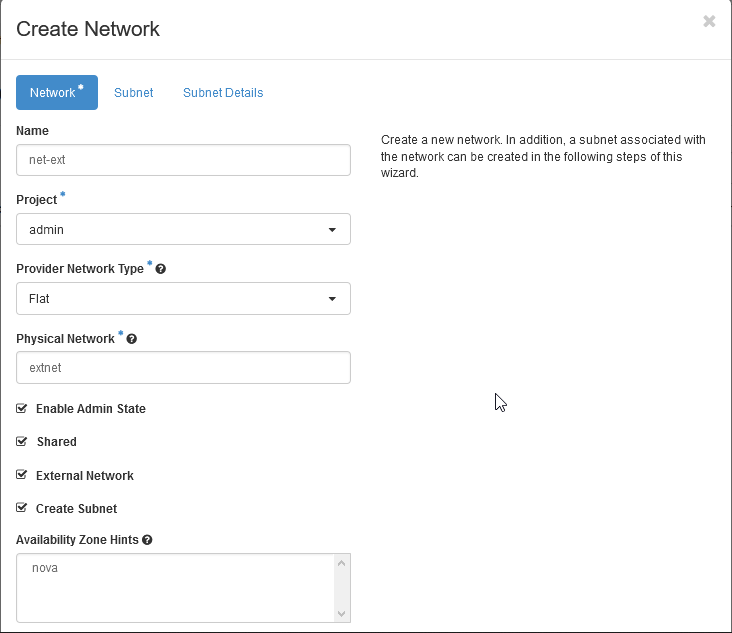 Create Network
Network *
Subnet
Subnet Details
Name
net-ext
Create a new network. In addition, a subnet associated with
the network can be created in the following steps of this
wizard.
Project *
admin
Provider Network Type *
Flat
Physical Network *
extnet
Enable Admin State
Shared
External Network
Create Subnet
Availability Zone Hints
nova